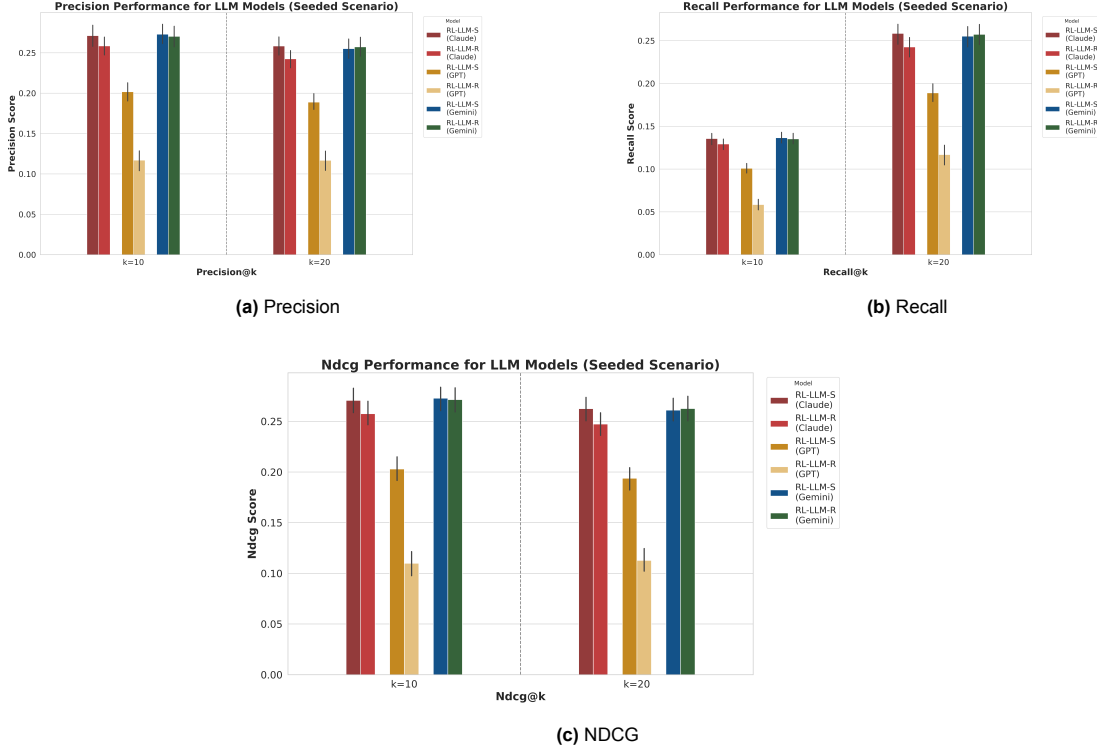 Precision Performance for LLM Models (Seeded Scenario)
Precision Score
0.25
0.20
0.15
0.10
0.05
0.00
k=10
k=20
Precision@k
Model
RL-LLM-S
(Claude)
RL-LLM-R
(Claude)
RL-LLM-S
(GPT)
RL-LLM-R
(GPT)
RL-LLM-S
(Gemini)
RL-LLM-R
(Gemini)
(a) Precision
Recall Performance for LLM Models (Seeded Scenario)
Recall Score
0.25
0.20
0.15
0.10
0.05
0.00
k=10
k=20
Recall@k
Model
RL-LLM-S
(Claude)
RL-LLM-R
(Claude)
RL-LLM-S
(GPT)
RL-LLM-R
(GPT)
RL-LLM-S
(Gemini)
RL-LLM-R
(Gemini)
(b) Recall
Ndcg Performance for LLM Models (Seeded Scenario)
Ndcg Score
0.25
0.20
0.15
0.10
0.05
0.00
k=10
k=20
Ndcg@k
Model
RL-LLM-S
(Claude)
RL-LLM-R
(Claude)
RL-LLM-S
(GPT)
RL-LLM-R
(GPT)
RL-LLM-S
(Gemini)
RL-LLM-R
(Gemini)
(c) NDCG